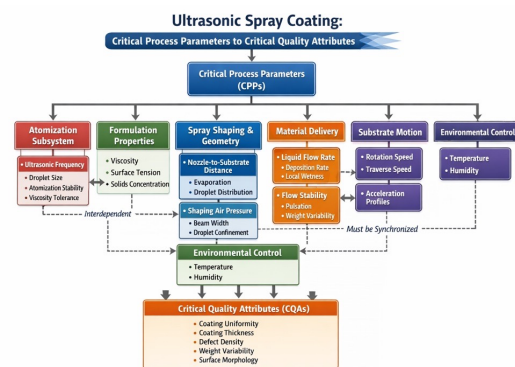 Ultrasonic Spray Coating:
Critical Process Parameters to Critical Quality Attributes
Critical Process Parameters
(CPPs)
Atomization
Subsystem
• Ultrasonic Frequency
• Droplet Size
• Atomization Stability
• Viscosity Tolerance
Formulation
Properties
• Viscosity
• Surface Tension
• Solids Concentration
Spray Shaping &
Geometry
Nozzle-to-Substrate
Distance
• Evaporation
• Droplet Distribution
• Shaping Air Pressure
• Beam Width
• Droplet Confinement
Material Delivery
• Liquid Flow Rate
• Deposition Rate
• Local Wetness
• Flow Stability
• Pulsation
• Weight Variability
Substrate Motion
• Rotation Speed
• Traverse Speed
• Acceleration
Profiles
Environmental Control
• Temperature
• Humidity
Interdependent
Must be Synchronized
Environmental Control
• Temperature
• Humidity
Critical Quality Attributes (CQAs)
• Coating Uniformity
• Coating Thickness
• Defect Density
• Weight Variability
• Surface Morphology